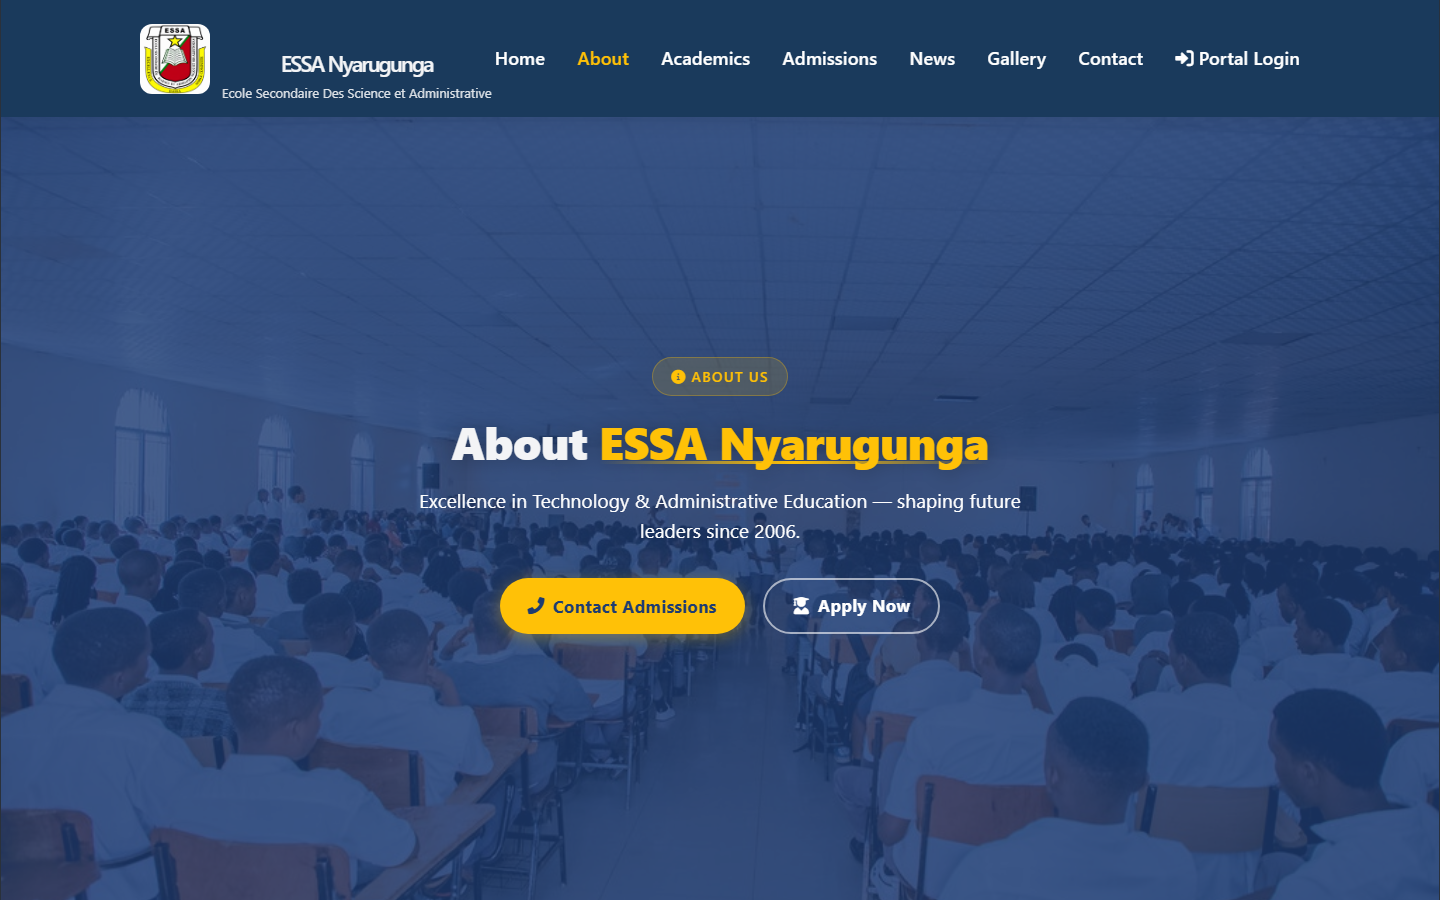 ESSA
ESSA Nyarugunga
Ecole Secondaire Des Science et Administrative
Home
About
Academics
Admissions
News
Gallery
Contact
Portal Login
ABOUT US
About ESSA Nyarugunga
Excellence in Technology & Administrative Education — shaping future
leaders since 2006.
Contact Admissions
Apply Now